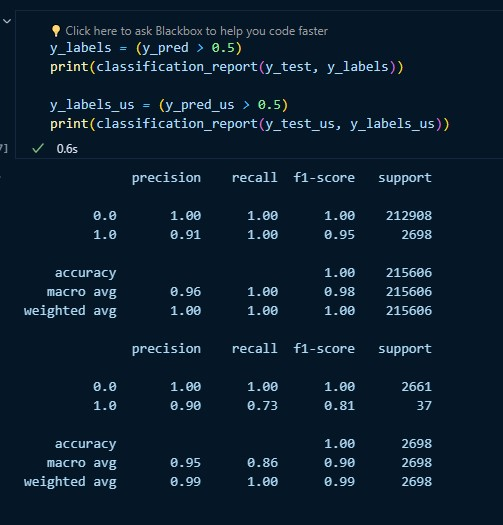 Click here to ask Blackbox to help you code faster
y_labels = (y_pred > 0.5)
print(classification_report(y_test, y_labels))
y_labels_us = (y_pred_us > 0.5)
print(classification_report(y_test_us, y_labels_us))
7] 0.6s
precision recall f1-score support
0.0 1.00 1.00 1.00 212908
1.0 0.91 1.00 0.95 2698
accuracy 1.00 215606
macro avg 0.96 1.00 0.98 215606
weighted avg 1.00 1.00 1.00 215606
precision recall f1-score support
0.0 1.00 1.00 1.00 2661
1.0 0.90 0.73 0.81 37
accuracy 1.00 2698
macro avg 0.95 0.86 0.90 2698
weighted avg 0.99 1.00 0.99 2698